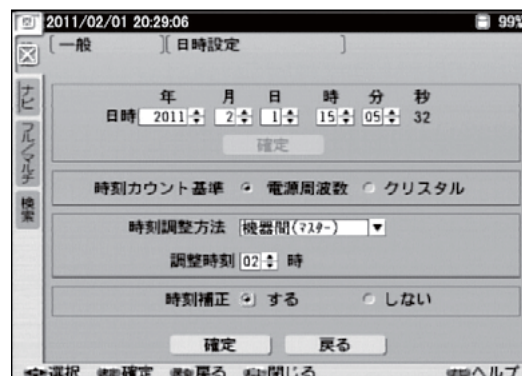 2011/02/01 20:29:06 99%
[一般 ][日時設定 ]
ナビ
フル/マルチ
検索
年 月 日 時 分 秒
日時 2011 2 1 15 05 32
確定
時刻カウント基準 電源周波数 クリスタル
時刻調整方法 機器間(マスター)
調整時刻 02 時
時刻補正 する しない
確定 戻る
選択 確定 戻る 閉じる ヘルプ